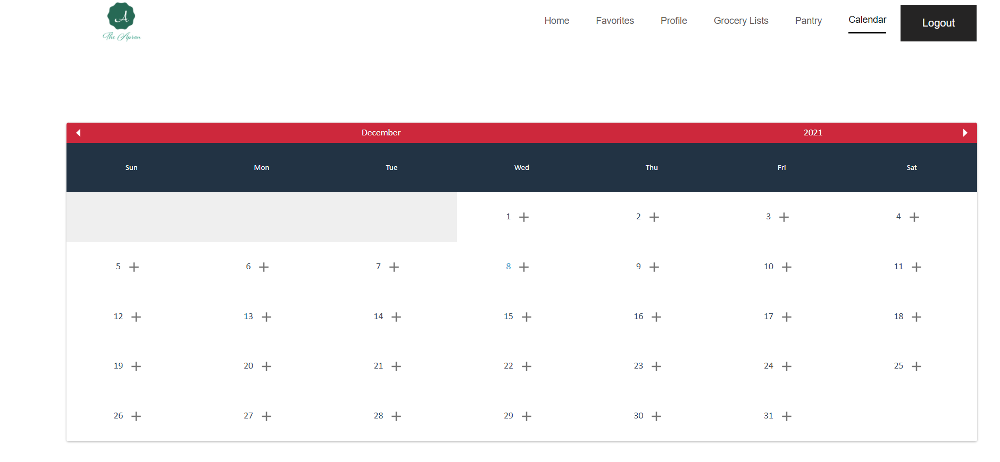 A
The Apron
Home Favorites Profile Grocery Lists Pantry Calendar Logout
December 2021
Sun Mon Tue Wed Thu Fri Sat
1 + 2 + 3 + 4 +
5 + 6 + 7 + 8 + 9 + 10 + 11 +
12 + 13 + 14 + 15 + 16 + 17 + 18 +
19 + 20 + 21 + 22 + 23 + 24 + 25 +
26 + 27 + 28 + 29 + 30 + 31 +